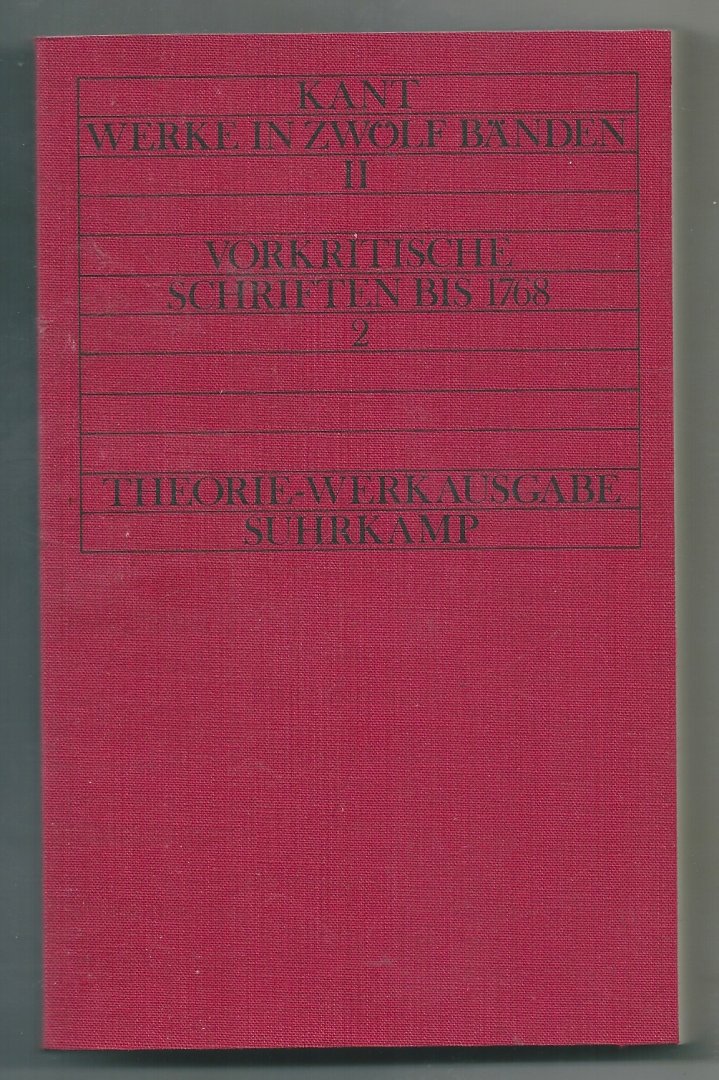 KANT
WERKE IN ZWÖLF BÄNDEN
II
VORKRITISCHE
SCHRIFTEN BIS 1768
2
THEORIE-WERKAUSGABE
SUHRKAMP